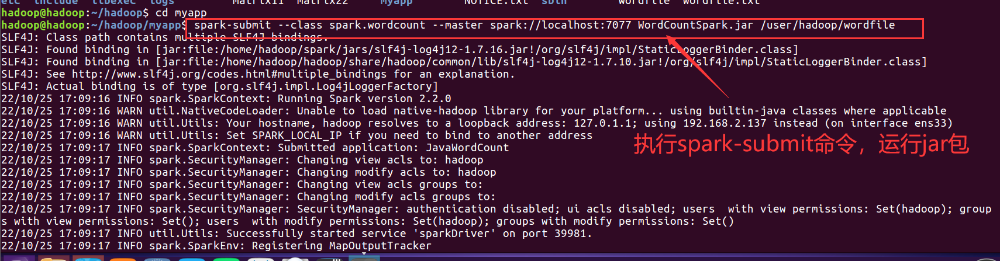 etc include libexec logs Matrix11 Matrix22 myapp NOTICE.txt sbin wordfile wordfile.txt
hadoop@hadoop:~/hadoop$ cd myapp
hadoop@hadoop:~/hadoop/myapp$ spark-submit --class spark.wordcount --master spark://localhost:7077 WordCountSpark.jar /user/hadoop/wordfile
SLF4J: Class path contains multiple SLF4J bindings.
SLF4J: Found binding in [jar:file:/home/hadoop/spark/jars/slf4j-log4j12-1.7.16.jar!/org/slf4j/impl/StaticLoggerBinder.class]
SLF4J: Found binding in [jar:file:/home/hadoop/hadoop/share/hadoop/common/lib/slf4j-log4j12-1.7.10.jar!/org/slf4j/impl/StaticLoggerBinder.class]
SLF4J: See http://www.slf4j.org/codes.html#multiple_bindings for an explanation.
SLF4J: Actual binding is of type [org.slf4j.impl.Log4jLoggerFactory]
22/10/25 17:09:16 INFO spark.SparkContext: Running Spark version 2.2.0
22/10/25 17:09:16 WARN util.NativeCodeLoader: Unable to load native-hadoop library for your platform... using builtin-java classes where applicable
22/10/25 17:09:16 WARN util.Utils: Your hostname, hadoop resolves to a loopback address: 127.0.1.1; using 192.168.2.137 instead (on interface ens33)
22/10/25 17:09:16 WARN util.Utils: Set SPARK_LOCAL_IP if you need to bind to another address
22/10/25 17:09:17 INFO spark.SparkContext: Submitted application: JavaWordCount
执行spark-submit命令，运行jar包
22/10/25 17:09:17 INFO spark.SecurityManager: Changing view acls to: hadoop
22/10/25 17:09:17 INFO spark.SecurityManager: Changing modify acls to: hadoop
22/10/25 17:09:17 INFO spark.SecurityManager: Changing view acls groups to:
22/10/25 17:09:17 INFO spark.SecurityManager: Changing modify acls groups to:
22/10/25 17:09:17 INFO spark.SecurityManager: SecurityManager: authentication disabled; ui acls disabled; users  with view permissions: Set(hadoop); group
s with view permissions: Set(); users  with modify permissions: Set(hadoop); groups with modify permissions: Set()
22/10/25 17:09:17 INFO util.Utils: Successfully started service 'sparkDriver' on port 39981.
22/10/25 17:09:17 INFO spark.SparkEnv: Registering MapOutputTracker